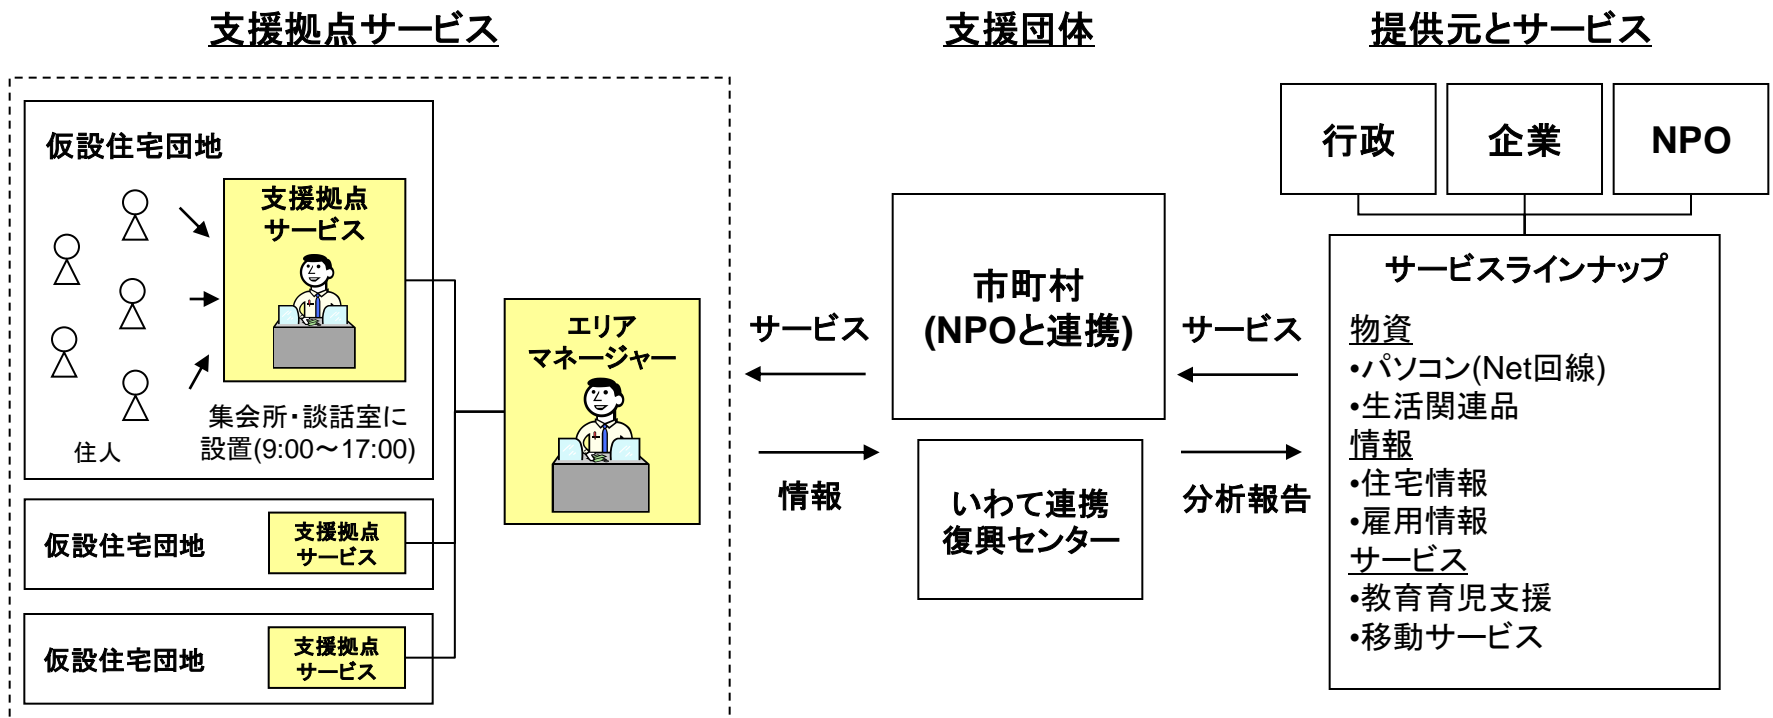 支援拠点サービス
支援団体
提供元とサービス
仮設住宅団地
支援拠点
サービス
集会所・談話室に
設置(9:00～17:00)
住人
仮設住宅団地
支援拠点
サービス
仮設住宅団地
支援拠点
サービス
エリア
マネージャー
サービス
情報
市町村
(NPOと連携)
いわて連携
復興センター
サービス
分析報告
行政
企業
NPO
サービスラインナップ
物資
•パソコン(Net回線)
•生活関連品
情報
•住宅情報
•雇用情報
サービス
•教育育児支援
•移動サービス